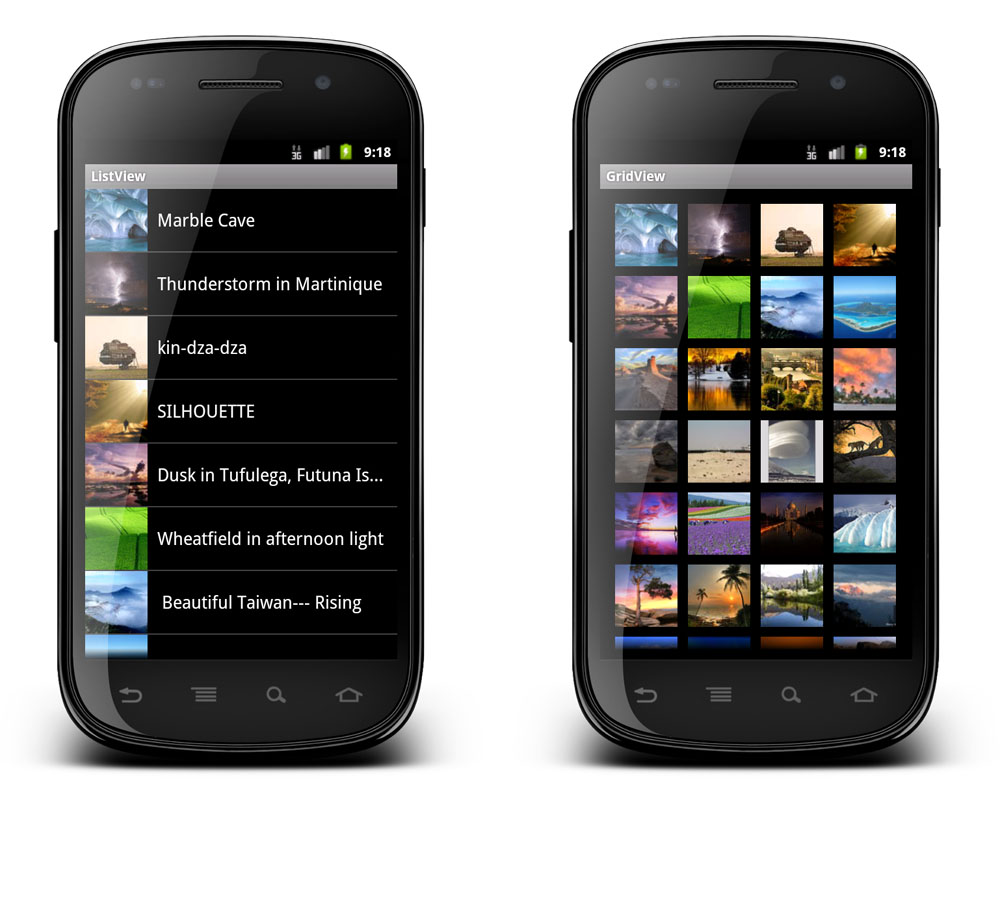 3G 9:18
ListView
Marble Cave
Thunderstorm in Martinique
kin-dza-dza
SILHOUETTE
Dusk in Tufulega, Futuna Is...
Wheatfield in afternoon light
Beautiful Taiwan--- Rising
3G 9:18
GridView